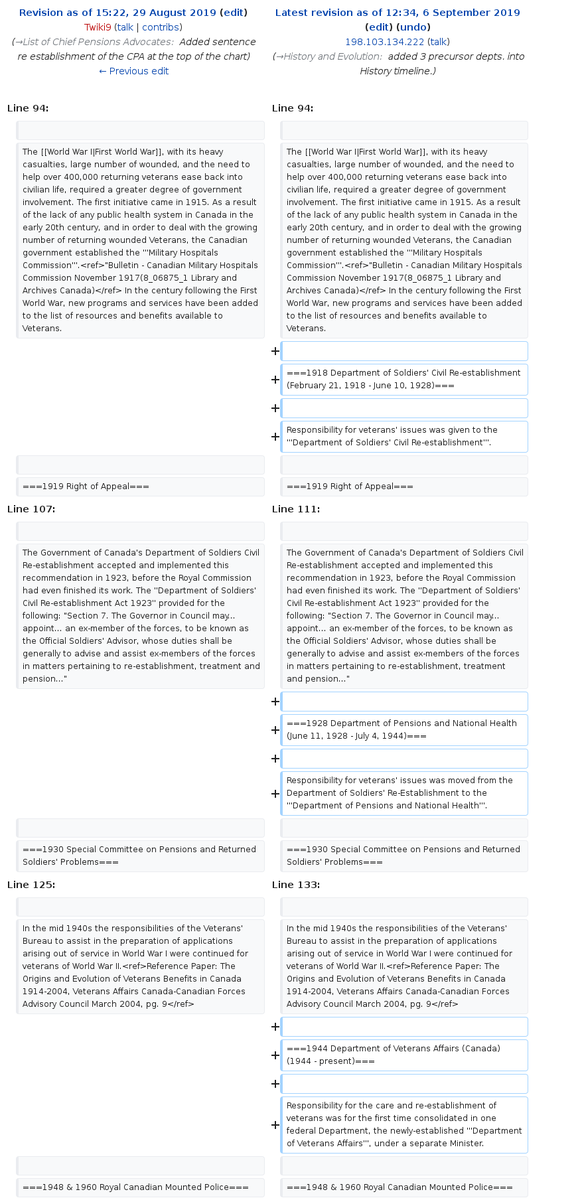 Revision as of 15:22, 29 August 2019 (edit)
Twiki9 (talk | contribs)
(→List of Chief Pensions Advocates: Added sentence
re establishment of the CPA at the top of the chart)
← Previous edit
Latest revision as of 12:34, 6 September 2019
(edit) (undo)
198.103.134.222 (talk)
(→History and Evolution: added 3 precursor depts. into
History timeline.)
Line 94:
Line 94:
The [[World War I|First World War]], with its heavy
casualties, large number of wounded, and the need to
help over 400,000 returning veterans ease back into
civilian life, required a greater degree of government
involvement. The first initiative came in 1915. As a result
of the lack of any public health system in Canada in the
early 20th century, and in order to deal with the growing
number of returning wounded Veterans, the Canadian
government established the '''Military Hospitals
Commission'''.<ref>"Bulletin - Canadian Military Hospitals
Commission November 1917(8_06875_1 Library and
Archives Canada)</ref> In the century following the First
World War, new programs and services have been added
to the list of resources and benefits available to
Veterans.
The [[World War I|First World War]], with its heavy
casualties, large number of wounded, and the need to
help over 400,000 returning veterans ease back into
civilian life, required a greater degree of government
involvement. The first initiative came in 1915. As a result
of the lack of any public health system in Canada in the
early 20th century, and in order to deal with the growing
number of returning wounded Veterans, the Canadian
government established the '''Military Hospitals
Commission'''.<ref>"Bulletin - Canadian Military Hospitals
Commission November 1917(8_06875_1 Library and
Archives Canada)</ref> In the century following the First
World War, new programs and services have been added
to the list of resources and benefits available to
Veterans.
+
+ ===1918 Department of Soldiers' Civil Re-establishment
(February 21, 1918 - June 10, 1928)===
+
+ Responsibility for veterans' issues was given to the
'''Department of Soldiers' Civil Re-establishment'''.
===1919 Right of Appeal===
===1919 Right of Appeal===
Line 107:
Line 111:
The Government of Canada's Department of Soldiers Civil
Re-establishment accepted and implemented this
recommendation in 1923, before the Royal Commission
had even finished its work. The ''Department of Soldiers'
Civil Re-establishment Act 1923'' provided for the
following: "Section 7. The Governor in Council may...
appoint... an ex-member of the forces, to be known as
the Official Soldiers' Advisor, whose duties shall be
generally to advise and assist ex-members of the forces
in matters pertaining to re-establishment, treatment and
pension..."
The Government of Canada's Department of Soldiers Civil
Re-establishment accepted and implemented this
recommendation in 1923, before the Royal Commission
had even finished its work. The ''Department of Soldiers'
Civil Re-establishment Act 1923'' provided for the
following: "Section 7. The Governor in Council may...
appoint... an ex-member of the forces, to be known as
the Official Soldiers' Advisor, whose duties shall be
generally to advise and assist ex-members of the forces
in matters pertaining to re-establishment, treatment
and pension..."
+
+ ===1928 Department of Pensions and National Health
(June 11, 1928 - July 4, 1944)===
+
+ Responsibility for veterans' issues was moved from the
Department of Soldiers' Re-Establishment to the
'''Department of Pensions and National Health'''.
===1930 Special Committee on Pensions and Returned
Soldiers' Problems===
===1930 Special Committee on Pensions and Returned
Soldiers' Problems===
Line 125:
Line 133:
In the mid 1940s the responsibilities of the Veterans'
Bureau to assist in the preparation of applications
arising out of service in World War I were continued for
veterans of World War II.<ref>Reference Paper: The
Origins and Evolution of Veterans Benefits in Canada
1914-2004, Veterans Affairs Canada-Canadian Forces
Advisory Council March 2004, pg. 9</ref>
In the mid 1940s the responsibilities of the Veterans'
Bureau to assist in the preparation of applications
arising out of service in World War I were continued for
veterans of World War II.<ref>Reference Paper: The
Origins and Evolution of Veterans Benefits in Canada
1914-2004, Veterans Affairs Canada-Canadian Forces
Advisory Council March 2004, pg. 9</ref>
+
+ ===1944 Department of Veterans Affairs (Canada)
(1944 - present)===
+
+ Responsibility for the care and re-establishment of
veterans was for the first time consolidated in one
federal Department, the newly-established '''Department
of Veterans Affairs''', under a separate Minister.
===1948 & 1960 Royal Canadian Mounted Police===
===1948 & 1960 Royal Canadian Mounted Police===